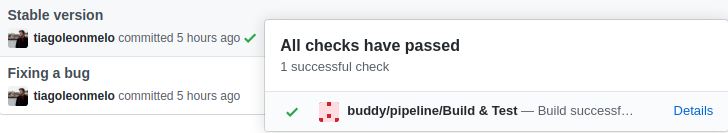 Stable version
tiagoleonmelo committed 5 hours ago
Fixing a bug
tiagoleonmelo committed 5 hours ago
All checks have passed
1 successful check
buddy/pipeline/Build & Test — Build successf… Details